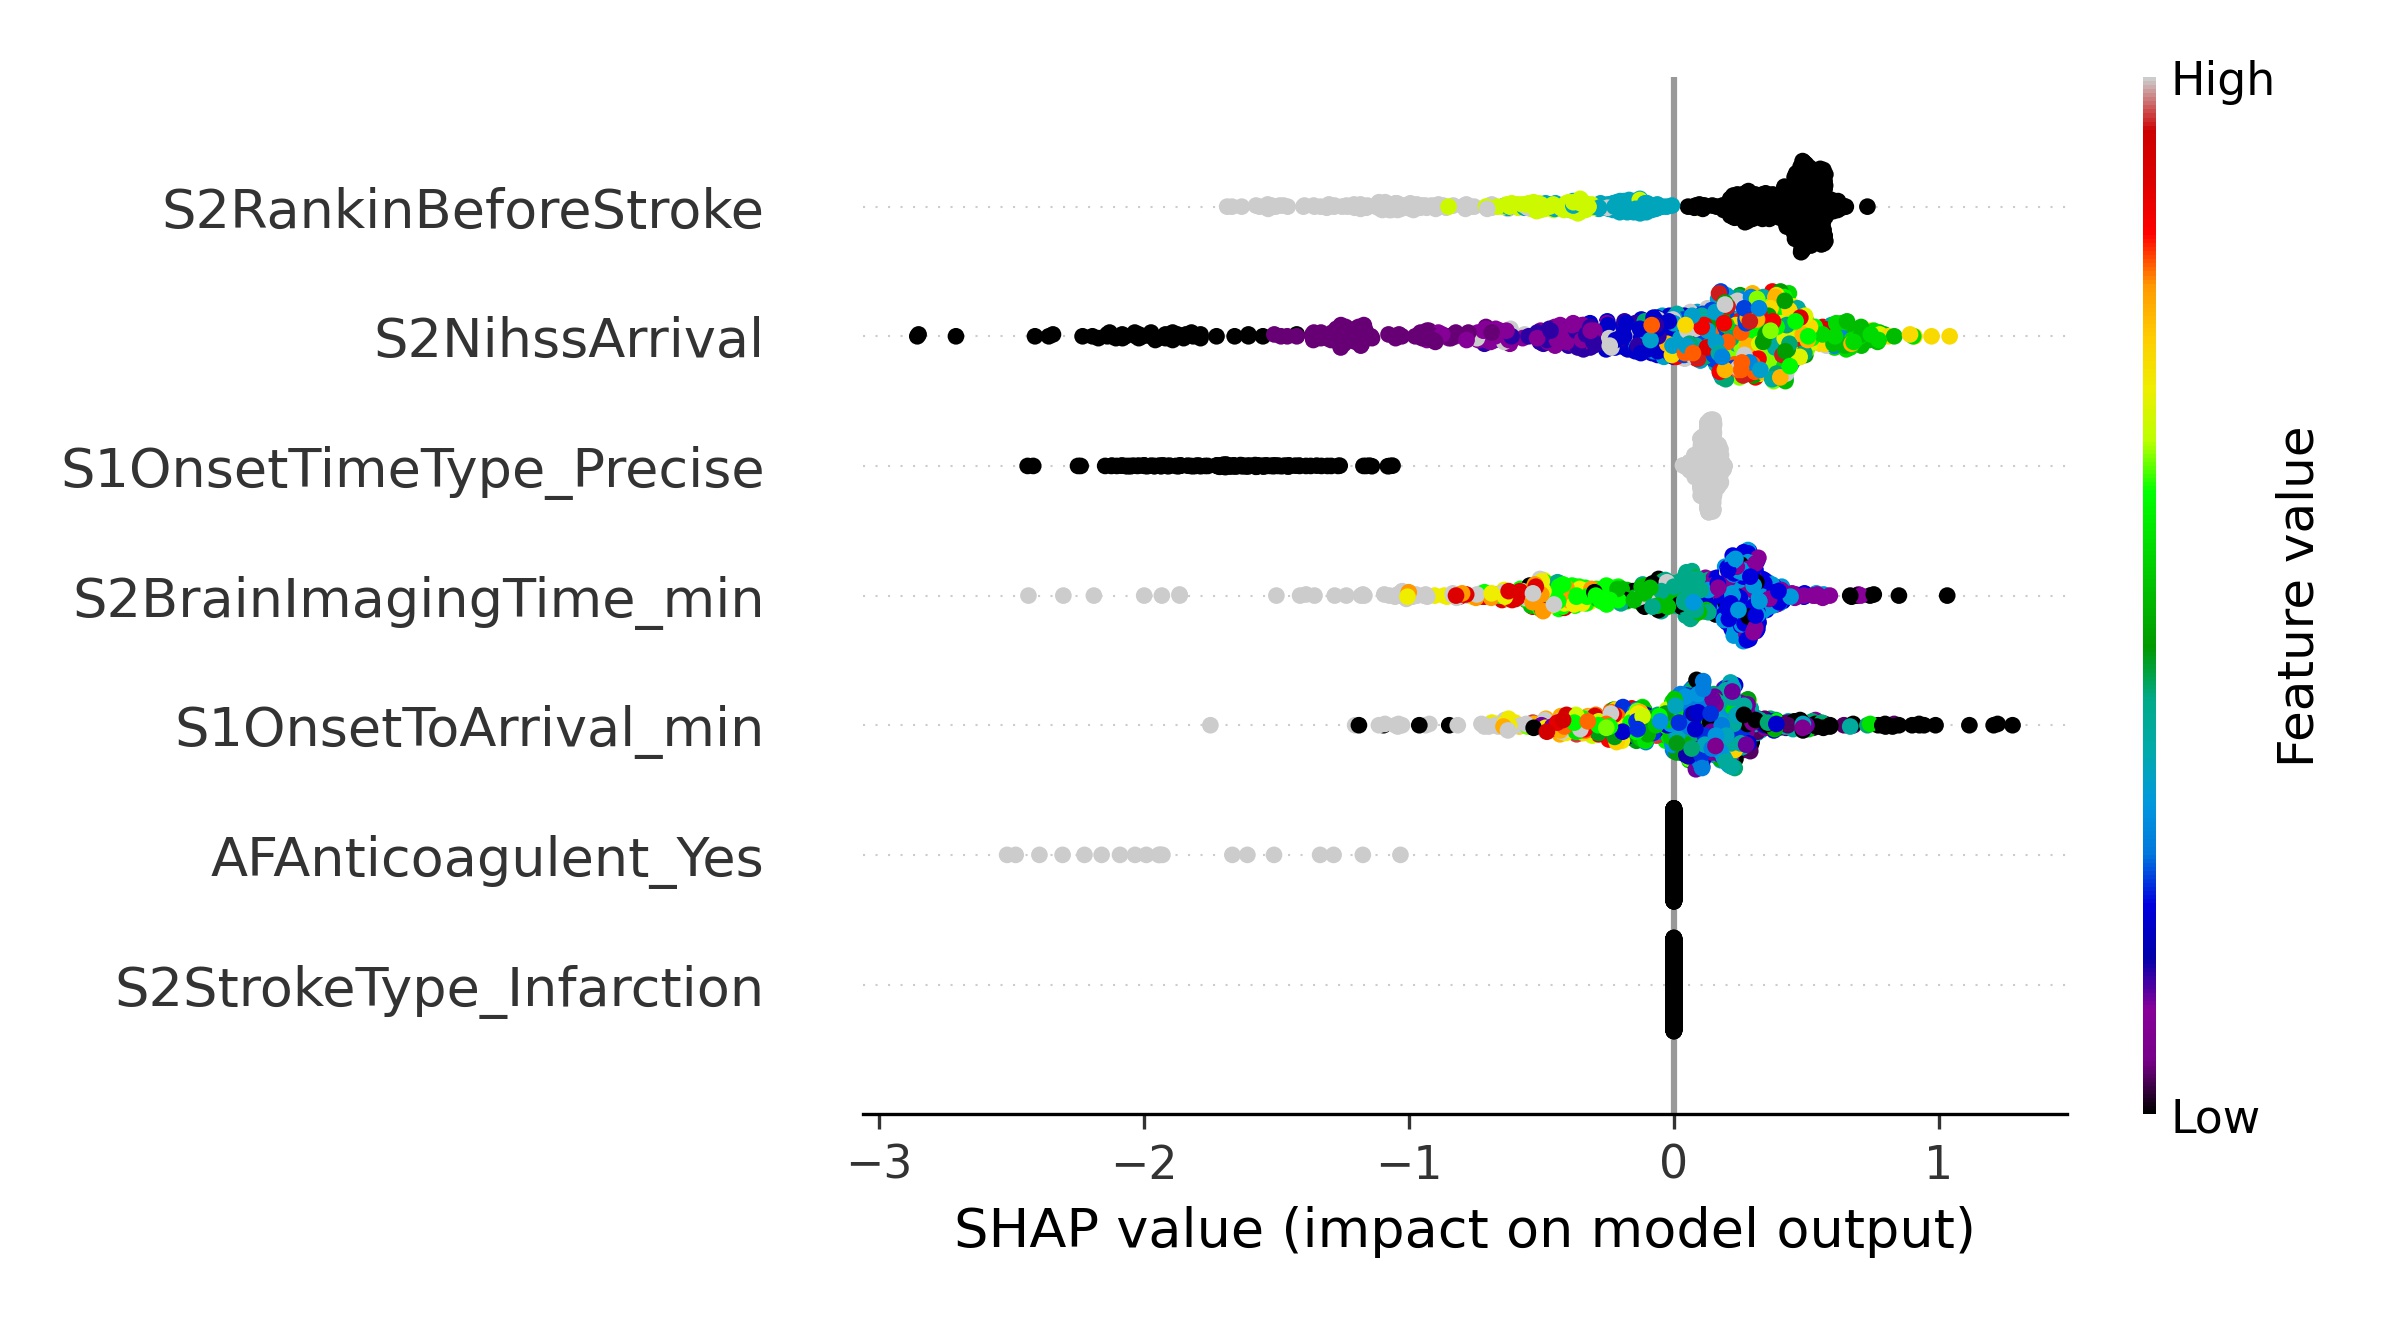 High
S2RankinBeforeStroke
S2NihssArrival
S1OnsetTimeType_Precise
S2BrainImagingTime_min
S1OnsetToArrival_min
AFAnticoagulent_Yes
S2StrokeType_Infarction
Feature value
Low
−3 −2 −1 0 1
SHAP value (impact on model output)